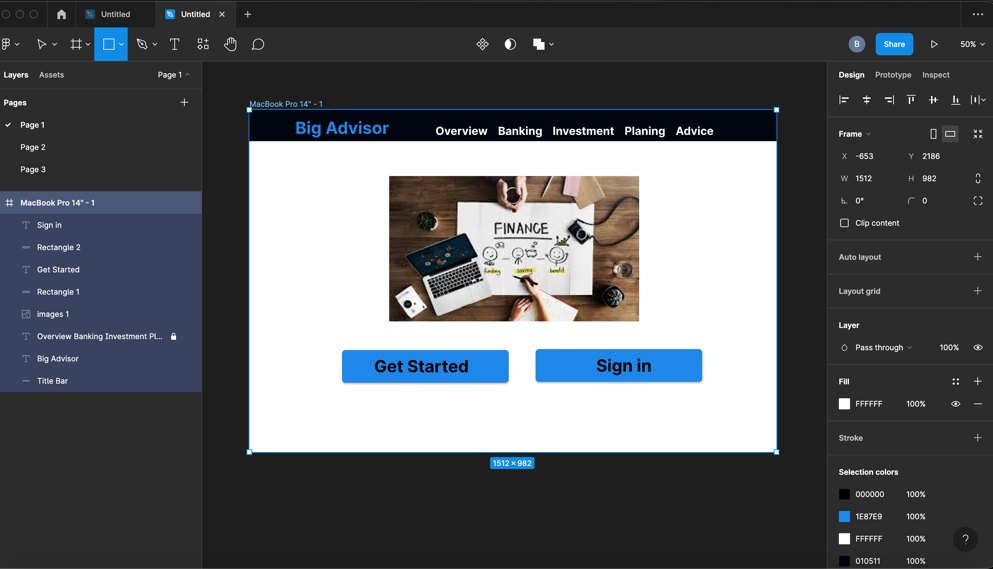 Untitled
Untitled
B
Share
50%
Layers
Assets
Page 1
Design
Prototype
Inspect
Pages
Page 1
Page 2
Page 3
MacBook Pro 14" - 1
Sign in
Rectangle 2
Get Started
Rectangle 1
images 1
Overview Banking Investment Pl...
Big Advisor
Title Bar
MacBook Pro 14" - 1
Big Advisor
Overview Banking Investment Planing Advice
FINANCE
funding
saving
benefit
Get Started
Sign in
1512 × 982
Frame
X -653 Y 2186
W 1512 H 982
0° 0
Clip content
Auto layout
Layout grid
Layer
Pass through 100%
Fill
FFFFFF 100%
Stroke
Selection colors
000000 100%
1E87E9 100%
FFFFFF 100%
010511 100%
?